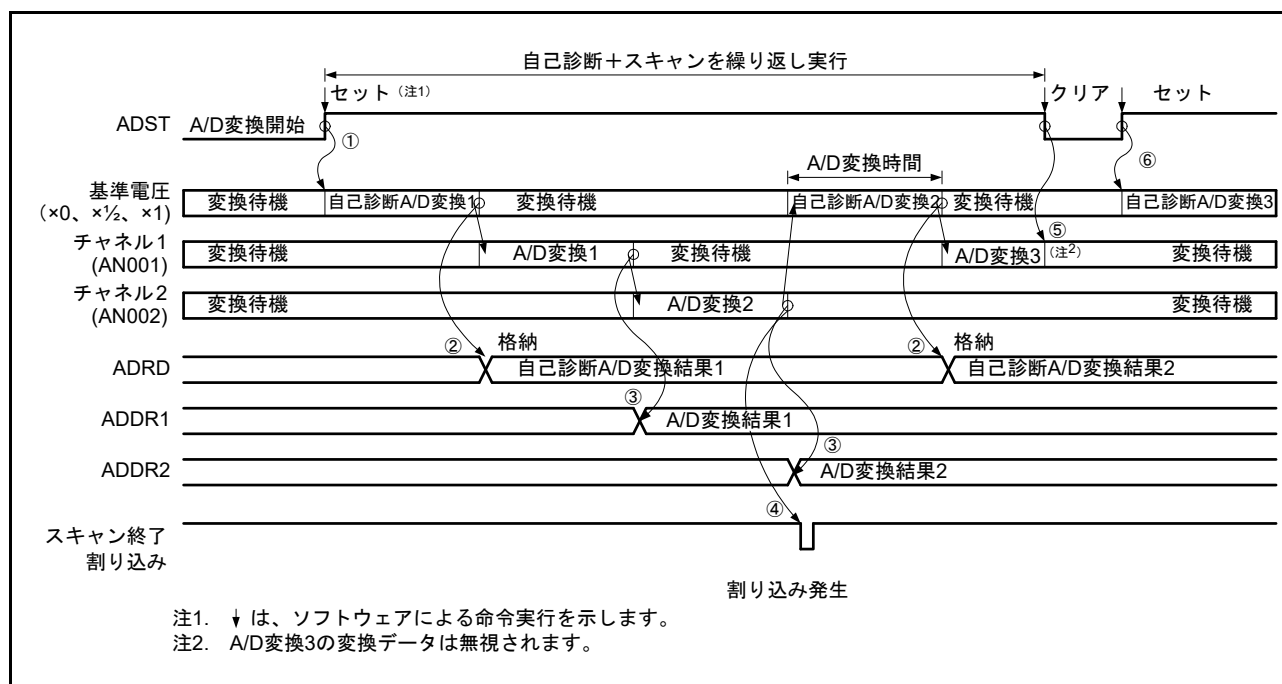 自己診断+スキャンを繰り返し実行
セット(注1)
クリア
セット
ADST
A/D変換開始
①
A/D変換時間
⑥
基準電圧
(×0、×½、×1)
変換待機
自己診断A/D変換1
変換待機
自己診断A/D変換2
変換待機
自己診断A/D変換3
⑤
チャネル1
(AN001)
変換待機
A/D変換1
変換待機
A/D変換3
(注2)
変換待機
チャネル2
(AN002)
変換待機
A/D変換2
変換待機
②
格納
②
格納
ADRD
自己診断A/D変換結果1
自己診断A/D変換結果2
③
ADDR1
A/D変換結果1
③
ADDR2
A/D変換結果2
④
スキャン終了
割り込み
割り込み発生
注1. ↓ は、ソフトウェアによる命令実行を示します。
注2. A/D変換3の変換データは無視されます。